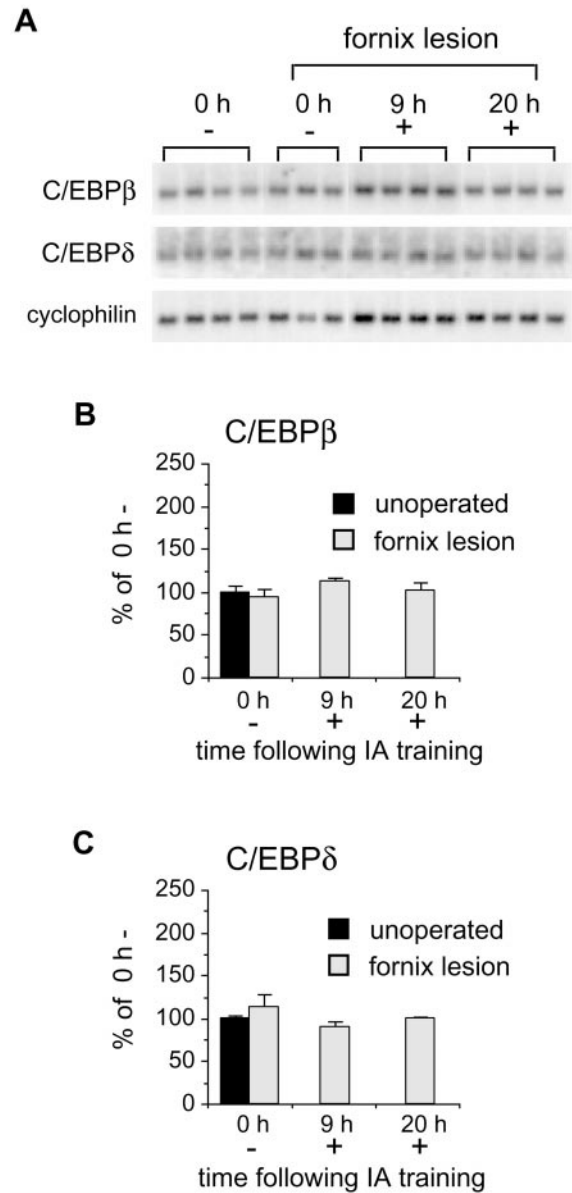 A
fornix lesion
0 h 0 h 9 h 20 h
- - + +
C/EBPβ
C/EBPδ
cyclophilin
B
C/EBPβ
250
200
150
100
50
0
% of 0 h -
unoperated
fornix lesion
0 h 9 h 20 h
- + +
time following IA training
C
C/EBPδ
250
200
150
100
50
0
% of 0 h -
unoperated
fornix lesion
0 h 9 h 20 h
- + +
time following IA training